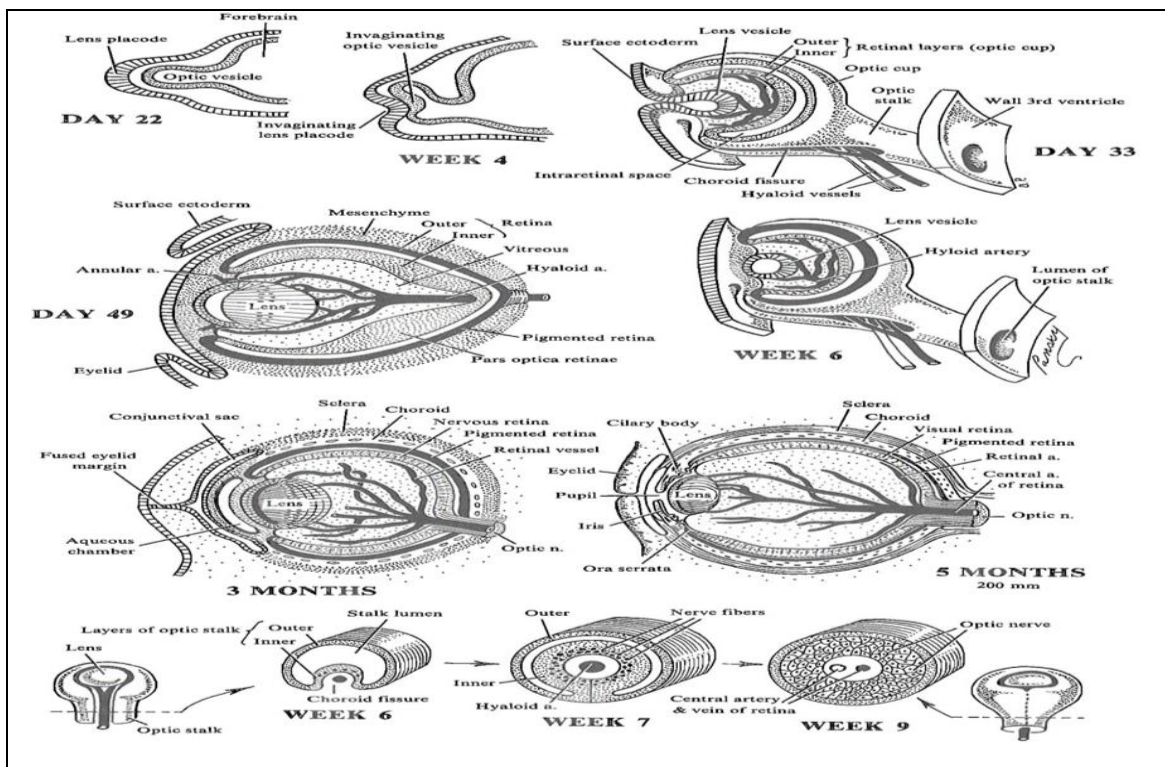 Forebrain
Lens placode
Optic vesicle
DAY 22
Invaginating
optic vesicle
Invaginating
lens placode
WEEK 4
Lens vesicle
Surface ectoderm
Outer
Inner
Retinal layers (optic cup)
Optic cup
Optic
stalk
Wall 3rd ventricle
DAY 33
Intraretinal space
Choroid fissure
Hyaloid vessels
Surface ectoderm
Mesenchyme
Outer
Inner
Retina
Vitreous
Annular a.
Hyaloid a.
Lens
DAY 49
Pigmented retina
Pars optica retinae
Eyelid
Lens vesicle
Hyloid artery
Lumen of
optic stalk
WEEK 6
Sclera
Conjunctival sac
Choroid
Nervous retina
Pigmented retina
Retinal vessel
Fused eyelid
margin
Lens
Aqueous
chamber
Optic n.
3 MONTHS
Sclera
Cilary body
Choroid
Visual retina
Pigmented retina
Retinal a.
Eyelid
Central a.
of retina
Pupil
Lens
Iris
Optic n.
Ora serrata
5 MONTHS
200 mm
Stalk lumen
Layers of optic stalk
Outer
Inner
Lens
Choroid fissure
WEEK 6
Optic stalk
Outer
Nerve fibers
Inner
Hyaloid a.
WEEK 7
Optic nerve
Central artery
& vein of retina
WEEK 9